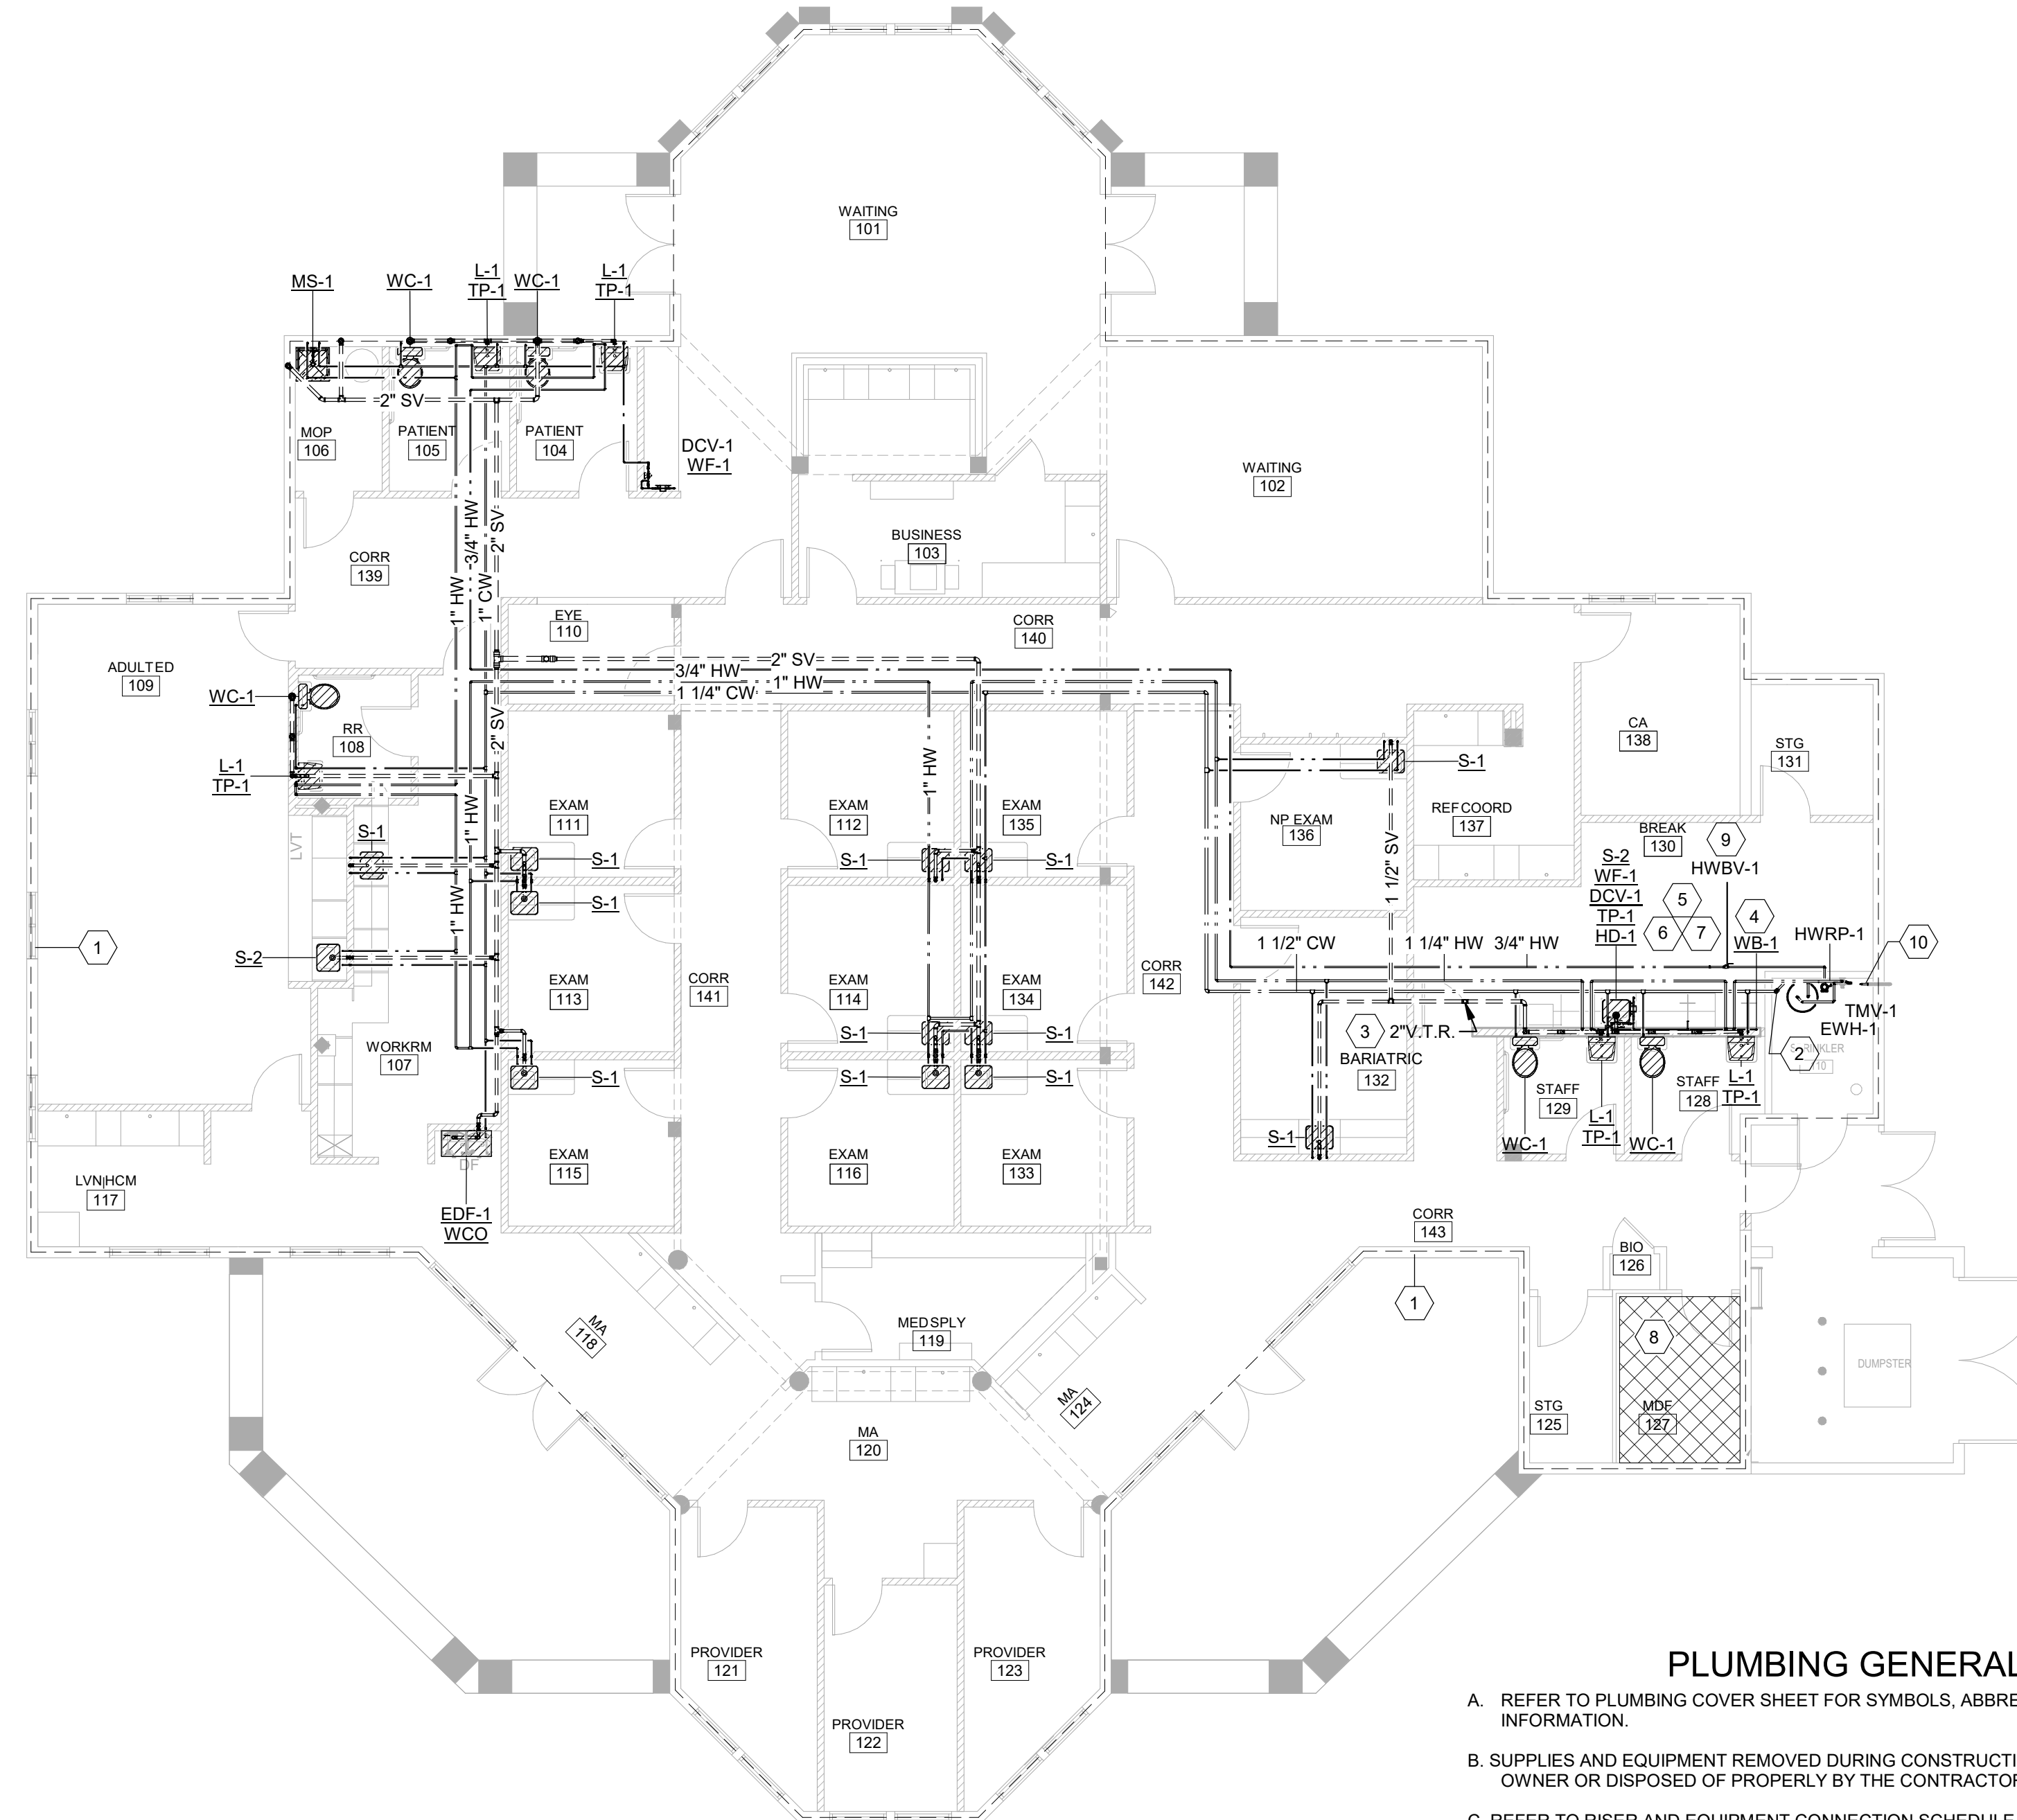 WAITING
101
MS-1
WC-1
L-1
TP-1
WC-1
L-1
TP-1
2" SV
MOP
106
PATIENT
105
PATIENT
104
DCV-1
WF-1
WAITING
102
3/4" HW
2" SV
1" HW
1" CW
BUSINESS
103
CORR
139
EYE
110
CORR
140
ADULT ED
109
2" SV
3/4" HW
1" HW
1 1/4" CW
WC-1
RR
108
L-1
TP-1
2" SV
1" HW
1" HW
1" HW
LVT
S-1
S-2
WORKRM
107
EXAM
111
S-1
S-1
EXAM
112
S-1
EXAM
135
S-1
NP EXAM
136
S-1
1 1/2" SV
REF COORD
137
CA
138
STG
131
BREAK
130
9
HWBV-1
S-2
WF-1
DCV-1
TP-1
HD-1
5
6
7
4
WB-1
HWRP-1
10
1
EXAM
113
CORR
141
EXAM
114
S-1
EXAM
134
S-1
CORR
142
1 1/2" CW
1 1/4" HW
3/4" HW
3
2"V.T.R.
BARIATRIC
132
TMV-1
EWH-1
2
S-1
S-1
S-1
S-1
STAFF
129
STAFF
128
L-1
TP-1
L-1
TP-1
WC-1
WC-1
DF
EXAM
115
EXAM
116
EXAM
133
LVN|HCM
117
EDF-1
WCO
CORR
143
BIO
126
1
MA
118
MED SPLY
119
MA
124
8
DUMPSTER
MA
120
STG
125
MDF
127
PROVIDER
121
PROVIDER
123
PROVIDER
122
PLUMBING GENERAL
A. REFER TO PLUMBING COVER SHEET FOR SYMBOLS, ABBRE
INFORMATION.
B. SUPPLIES AND EQUIPMENT REMOVED DURING CONSTRUCTI
OWNER OR DISPOSED OF PROPERLY BY THE CONTRACTOR
C. REFER TO RISER AND EQUIPMENT CONNECTION SCHEDULE